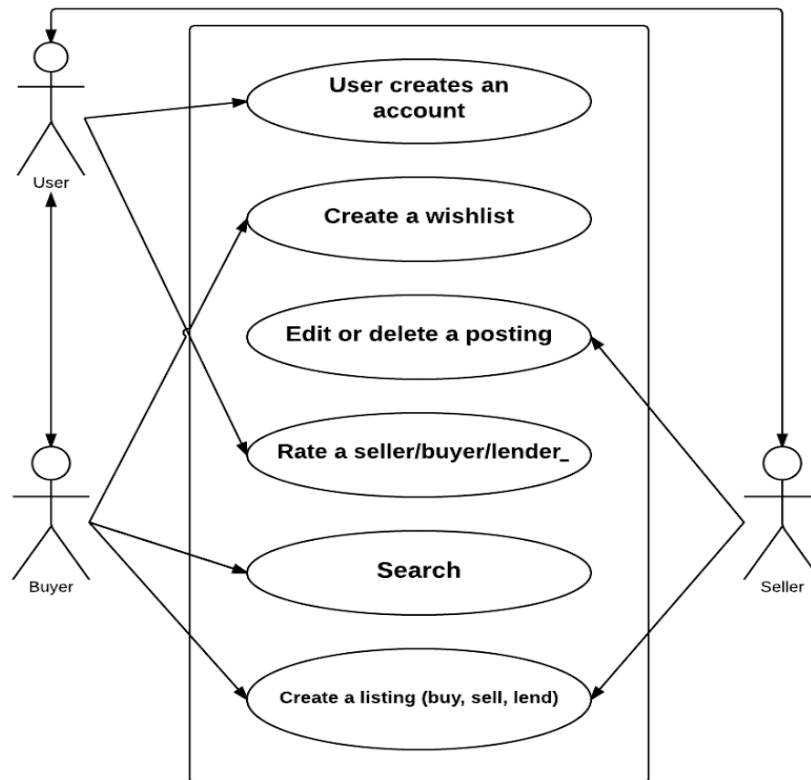 User creates an
account
User
Create a wishlist
Edit or delete a posting
Rate a seller/buyer/lender_
Search
Buyer
Seller
Create a listing (buy, sell, lend)